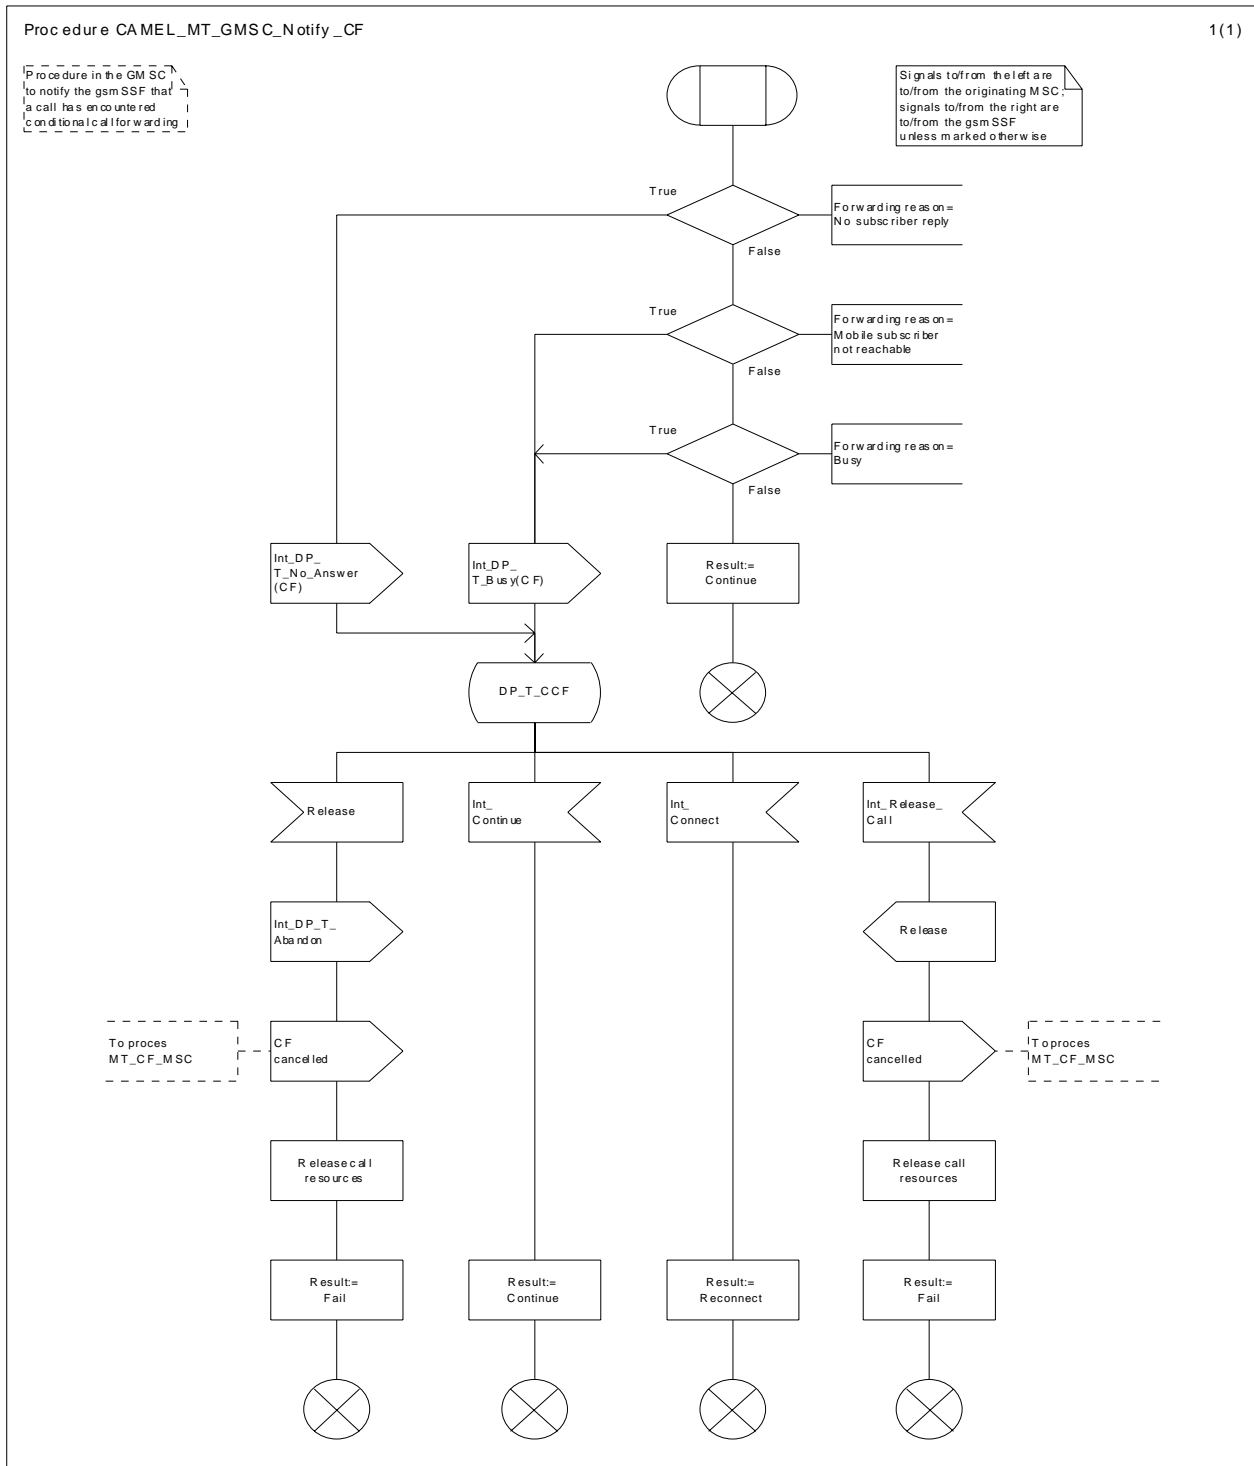 Procedure CAMEL_MT_GMSC_Notify_CF
1(1)
Procedure in the GMSC
to notify the gsmSSF that
a call has encountered
conditional call forwarding
Signals to/from the left are
to/from the originating MSC;
signals to/from the right are
to/from the gsmSSF
unless marked otherwise
True
Forwarding reason=
No subscriber reply
False
True
Forwarding reason=
Mobile subscriber
not reachable
False
True
Forwarding reason=
Busy
False
Int_DP_
T_No_Answer
(CF)
Int_DP_
T_Busy(CF)
Result:=
Continue
DP_T_CCF
Release
Int_
Continue
Int_
Connect
Int_Release_
Call
Int_DP_T_
Abandon
Release
To proces
MT_CF_MSC
CF
cancelled
CF
cancelled
To proces
MT_CF_MSC
Release call
resources
Release call
resources
Result:=
Fail
Result:=
Continue
Result:=
Reconnect
Result:=
Fail